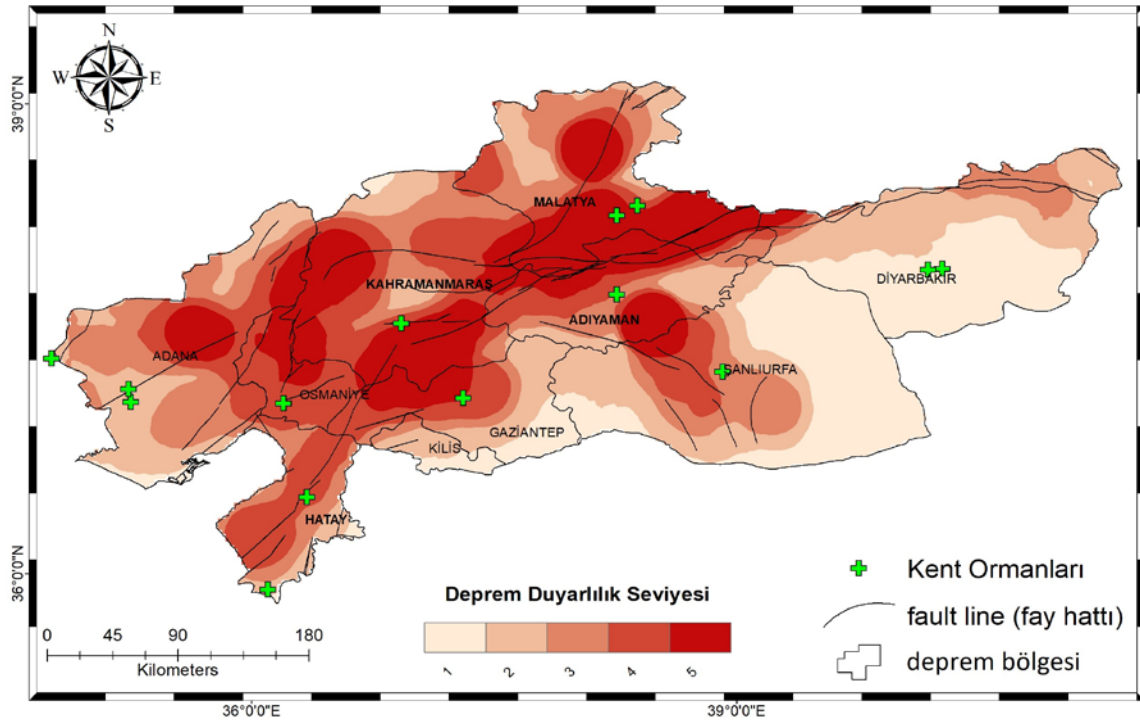 N
W
E
S
39°0'0"N
36°0'0"N
MALATYA
DİYARBAKIR
KAHRAMANMARAŞ
ADIYAMAN
ADANA
ŞANLIURFA
OSMANİYE
GAZİANTEP
KİLİS
HATAY
Kent Ormanları
fault line (fay hattı)
deprem bölgesi
Deprem Duyarlılık Seviyesi
1 2 3 4 5
0 45 90 180
Kilometers
36°0'0"E
39°0'0"E